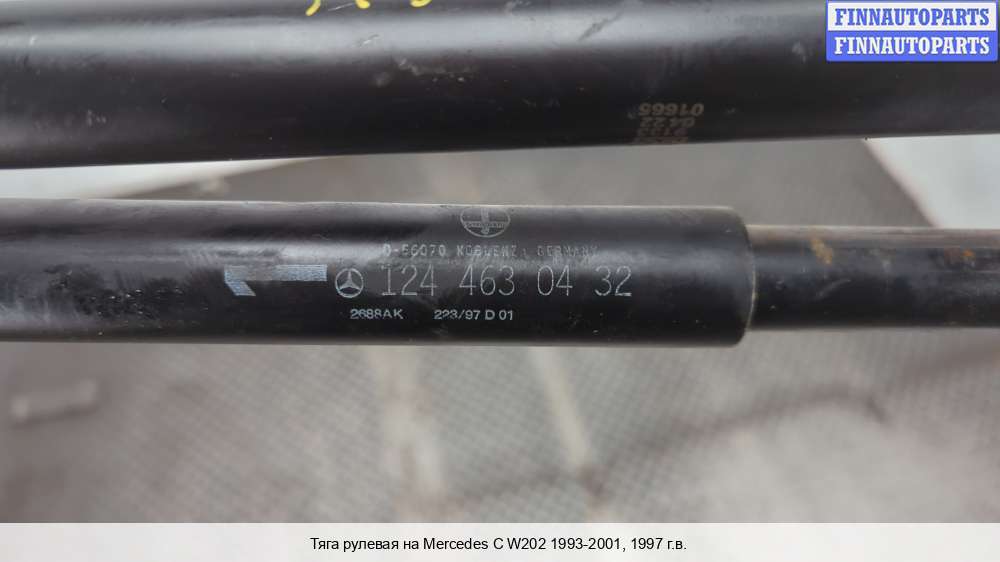 FINNAUTOPARTS
FINNAUTOPARTS
01665
D-56070 KOBLENZ, GERMANY
124 463 04 32
2688AK 223/97 D 01
Тяга рулевая на Mercedes C W202 1993-2001, 1997 г.в.